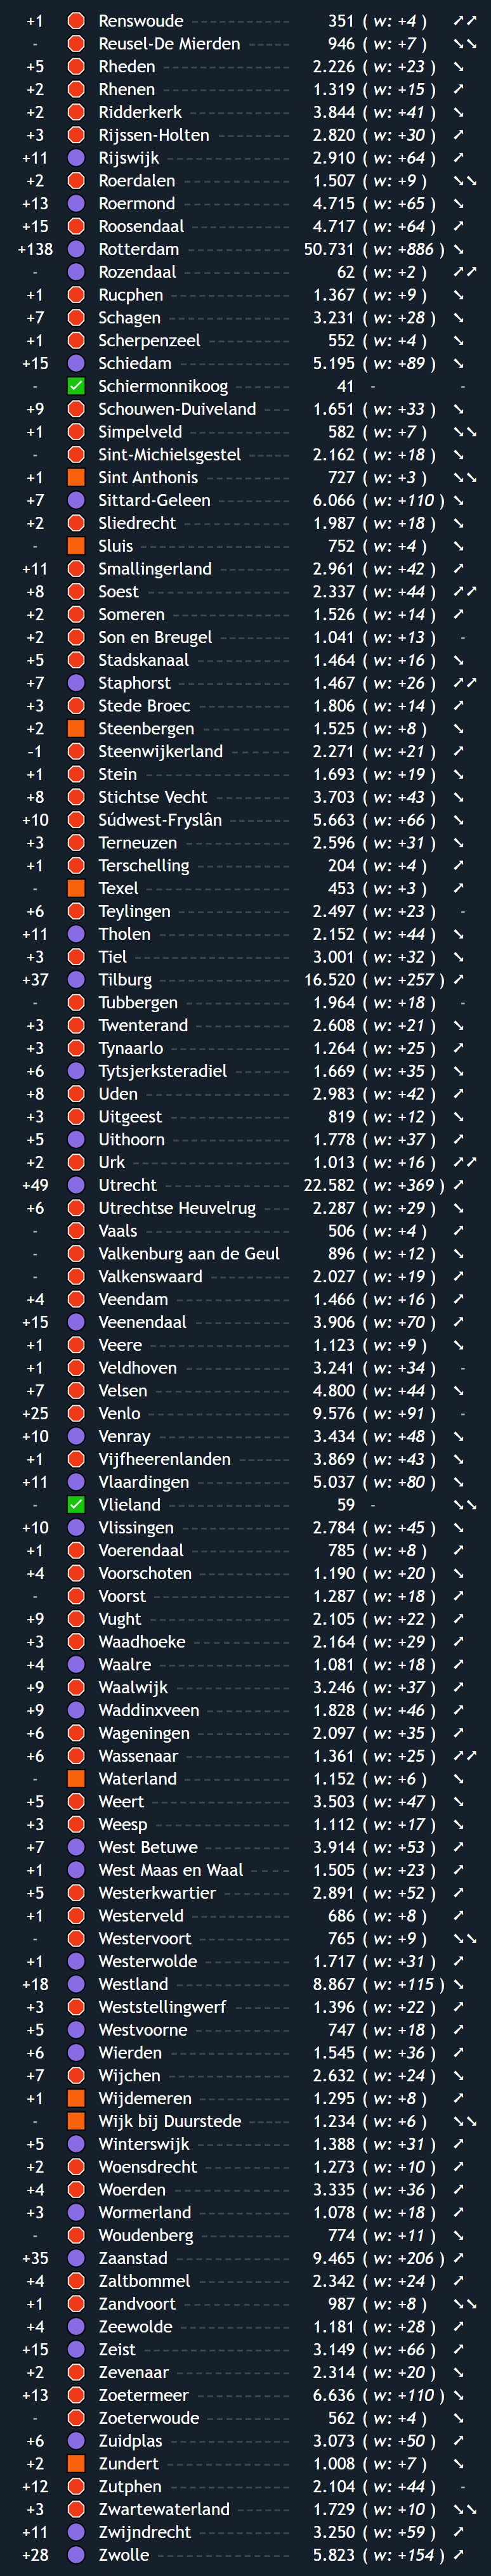 +1 Renswoude 351 ( w: +4 ) ➚➚
- Reusel-De Mierden 946 ( w: +7 ) ➘➘
+5 Rheden 2.226 ( w: +23 ) ➘
+2 Rhenen 1.319 ( w: +15 ) ➚
+2 Ridderkerk 3.844 ( w: +41 ) ➘
+3 Rijssen-Holten 2.820 ( w: +30 ) ➚
+11 Rijswijk 2.910 ( w: +64 ) ➚
+2 Roerdalen 1.507 ( w: +9 ) ➘➘
+13 Roermond 4.715 ( w: +65 ) ➘
+15 Roosendaal 4.717 ( w: +64 ) ➚
+138 Rotterdam 50.731 ( w: +886 ) ➘
- Rozendaal 62 ( w: +2 ) ➚➚
+1 Rucphen 1.367 ( w: +9 ) ➘
+7 Schagen 3.231 ( w: +28 ) ➘
+1 Scherpenzeel 552 ( w: +4 ) ➘
+15 Schiedam 5.195 ( w: +89 ) ➘
- Schiermonnikoog 41 - -
+9 Schouwen-Duiveland 1.651 ( w: +33 ) ➘
+1 Simpelveld 582 ( w: +7 ) ➘➘
- Sint-Michielsgestel 2.162 ( w: +18 ) ➘
+1 Sint Anthonis 727 ( w: +3 ) ➘➘
+7 Sittard-Geleen 6.066 ( w: +110 ) ➘
+2 Sliedrecht 1.987 ( w: +18 ) ➘
- Sluis 752 ( w: +4 ) ➘
+11 Smallingerland 2.961 ( w: +42 ) ➚
+8 Soest 2.337 ( w: +44 ) ➚➚
+2 Someren 1.526 ( w: +14 ) ➚
+2 Son en Breugel 1.041 ( w: +13 ) -
+5 Stadskanaal 1.464 ( w: +16 ) ➘
+7 Staphorst 1.467 ( w: +26 ) ➚➚
+3 Stede Broec 1.806 ( w: +14 ) ➚
+2 Steenbergen 1.525 ( w: +8 ) ➘
-1 Steenwijkerland 2.271 ( w: +21 ) ➚
+1 Stein 1.693 ( w: +19 ) ➘
+8 Stichtse Vecht 3.703 ( w: +43 ) ➘
+10 Súdwest-Fryslân 5.663 ( w: +66 ) ➘
+3 Terneuzen 2.596 ( w: +31 ) ➘
+1 Terschelling 204 ( w: +4 ) ➚
- Texel 453 ( w: +3 ) ➚
+6 Teylingen 2.497 ( w: +23 ) -
+11 Tholen 2.152 ( w: +44 ) ➘
+3 Tiel 3.001 ( w: +32 ) ➘
+37 Tilburg 16.520 ( w: +257 ) ➚
- Tubbergen 1.964 ( w: +18 ) -
+3 Twenterand 2.608 ( w: +21 ) ➘
+3 Tynaarlo 1.264 ( w: +25 ) ➚
+6 Tytsjerksteradiel 1.669 ( w: +35 ) ➘
+8 Uden 2.983 ( w: +42 ) ➚
+3 Uitgeest 819 ( w: +12 ) ➘
+5 Uithoorn 1.778 ( w: +37 ) ➚
+2 Urk 1.013 ( w: +16 ) ➚➚
+49 Utrecht 22.582 ( w: +369 ) ➚
+6 Utrechtse Heuvelrug 2.287 ( w: +29 ) ➘
- Vaals 506 ( w: +4 ) ➚
- Valkenburg aan de Geul 896 ( w: +12 ) ➘
- Valkenswaard 2.027 ( w: +19 ) ➚
+4 Veendam 1.466 ( w: +16 ) ➚
+15 Veenendaal 3.906 ( w: +70 ) ➚
+1 Veere 1.123 ( w: +9 ) ➘
+1 Veldhoven 3.241 ( w: +34 ) -
+7 Velsen 4.800 ( w: +44 ) ➘
+25 Venlo 9.576 ( w: +91 ) -
+10 Venray 3.434 ( w: +48 ) ➘
+1 Vijfheerenlanden 3.869 ( w: +43 ) ➘
+11 Vlaardingen 5.037 ( w: +80 ) ➘
- Vlieland 59 - ➘➘
+10 Vlissingen 2.784 ( w: +45 ) ➘
+1 Voerendaal 785 ( w: +8 ) ➚
+4 Voorschoten 1.190 ( w: +20 ) ➘
- Voorst 1.287 ( w: +18 ) ➚
+9 Vught 2.105 ( w: +22 ) ➚
+3 Waadhoeke 2.164 ( w: +29 ) ➚
+4 Waalre 1.081 ( w: +18 ) ➚
+9 Waalwijk 3.246 ( w: +37 ) ➚
+9 Waddinxveen 1.828 ( w: +46 ) ➚
+6 Wageningen 2.097 ( w: +35 ) ➚
+6 Wassenaar 1.361 ( w: +25 ) ➚➚
- Waterland 1.152 ( w: +6 ) ➘
+5 Weert 3.503 ( w: +47 ) ➘
+3 Weesp 1.112 ( w: +17 ) ➘
+7 West Betuwe 3.914 ( w: +53 ) ➚
+1 West Maas en Waal 1.505 ( w: +23 ) ➚
+5 Westerkwartier 2.891 ( w: +52 ) ➚
+1 Westerveld 686 ( w: +8 ) ➚
- Westervoort 765 ( w: +9 ) ➘➘
+1 Westerwolde 1.717 ( w: +31 ) ➚
+18 Westland 8.867 ( w: +115 ) ➘
+3 Weststellingwerf 1.396 ( w: +22 ) ➚
+5 Westvoorne 747 ( w: +18 ) ➚
+6 Wierden 1.545 ( w: +36 ) ➚
+7 Wijchen 2.632 ( w: +24 ) ➘
+1 Wijdemeren 1.295 ( w: +8 ) ➚
- Wijk bij Duurstede 1.234 ( w: +6 ) ➘➘
+5 Winterswijk 1.388 ( w: +31 ) ➚
+2 Woensdrecht 1.273 ( w: +10 ) ➚
+4 Woerden 3.335 ( w: +36 ) ➚
+3 Wormerland 1.078 ( w: +18 ) ➚
- Woudenberg 774 ( w: +11 ) ➘
+35 Zaanstad 9.465 ( w: +206 ) ➚
+4 Zaltbommel 2.342 ( w: +24 ) ➚
+1 Zandvoort 987 ( w: +8 ) ➘➘
+4 Zeewolde 1.181 ( w: +28 ) ➚
+15 Zeist 3.149 ( w: +66 ) ➚
+2 Zevenaar 2.314 ( w: +20 ) ➘
+13 Zoetermeer 6.636 ( w: +110 ) ➚
- Zoeterwoude 562 ( w: +4 ) ➘
+6 Zuidplas 3.073 ( w: +50 ) ➚
+2 Zundert 1.008 ( w: +7 ) ➘
+12 Zutphen 2.104 ( w: +44 ) -
+3 Zwartewaterland 1.729 ( w: +10 ) ➘➘
+11 Zwijndrecht 3.250 ( w: +59 ) ➚
+28 Zwolle 5.823 ( w: +154 ) ➚